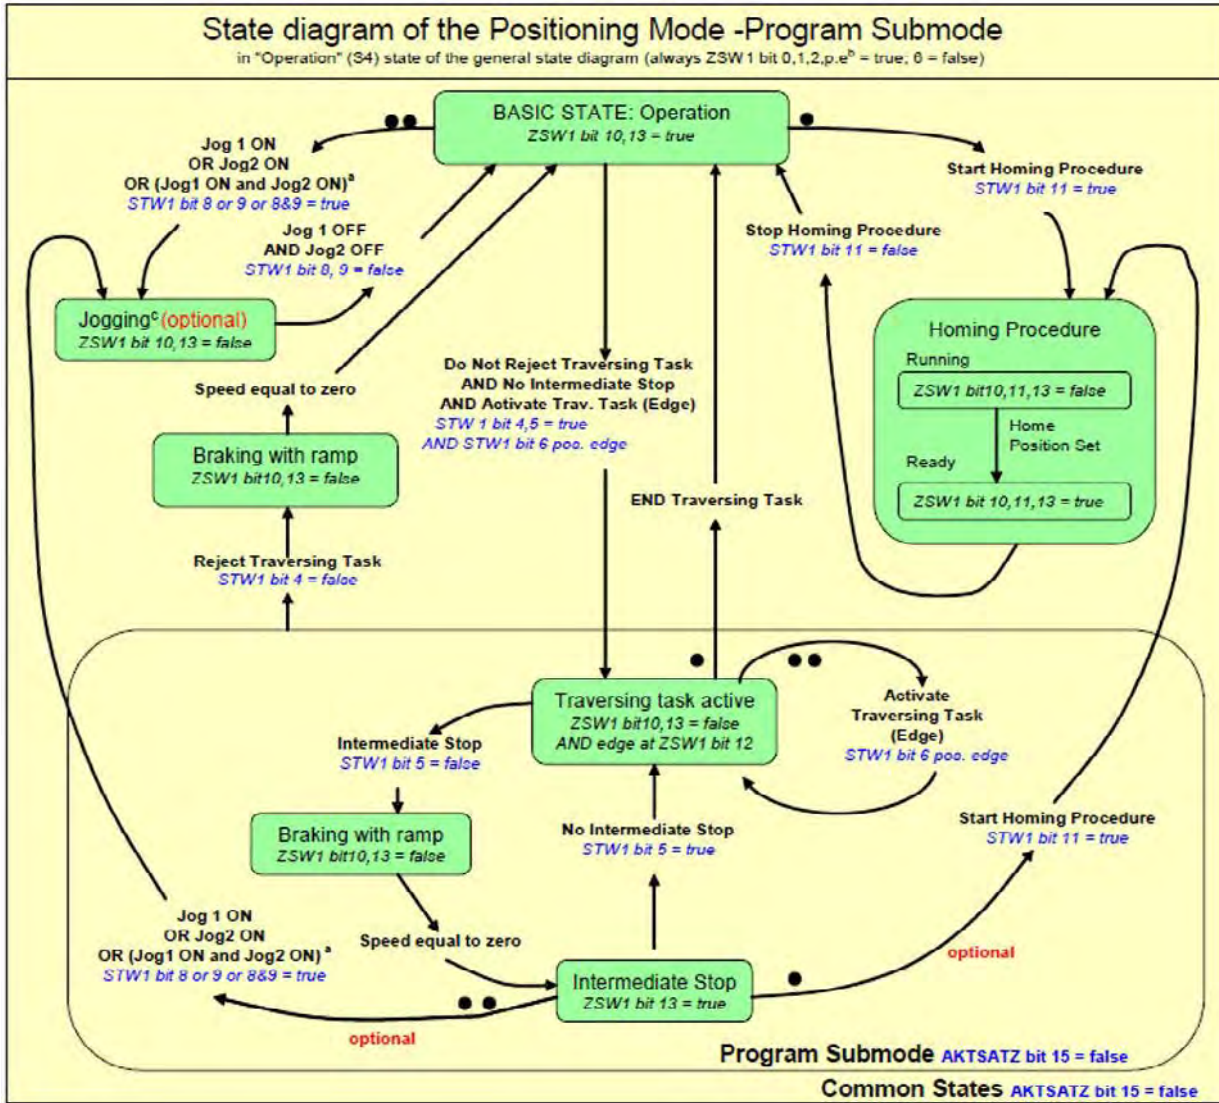 State diagram of the Positioning Mode -Program Submode
in "Operation" (S4) state of the general state diagram (always ZSW1 bit 0,1,2,p.e^b = true; 6 = false)
BASIC STATE: Operation
ZSW1 bit 10,13 = true
Jog 1 ON
OR Jog2 ON
OR (Jog1 ON and Jog2 ON)^a
STW1 bit 8 or 9 or 8&9 = true
Start Homing Procedure
STW1 bit 11 = true
Jog 1 OFF
AND Jog2 OFF
STW1 bit 8, 9 = false
Stop Homing Procedure
STW1 bit 11 = false
Jogging^c (optional)
ZSW1 bit 10,13 = false
Homing Procedure
Running
ZSW1 bit10,11,13 = false
Home
Position Set
Ready
ZSW1 bit 10,11,13 = true
Speed equal to zero
Do Not Reject Traversing Task
AND No Intermediate Stop
AND Activate Trav. Task (Edge)
STW 1 bit 4,5 = true
AND STW1 bit 6 pos. edge
Braking with ramp
ZSW1 bit10,13 = false
END Traversing Task
Reject Traversing Task
STW1 bit 4 = false
Traversing task active
ZSW1 bit10,13 = false
AND edge at ZSW1 bit 12
Activate
Traversing Task
(Edge)
STW1 bit 6 pos. edge
Intermediate Stop
STW1 bit 5 = false
Braking with ramp
ZSW1 bit10,13 = false
No Intermediate Stop
STW1 bit 5 = true
Start Homing Procedure
STW1 bit 11 = true
Jog 1 ON
OR Jog2 ON
OR (Jog1 ON and Jog2 ON)^a
STW1 bit 8 or 9 or 8&9 = true
Speed equal to zero
optional
Intermediate Stop
ZSW1 bit 13 = true
optional
Program Submode AKTSATZ bit 15 = false
Common States AKTSATZ bit 15 = false